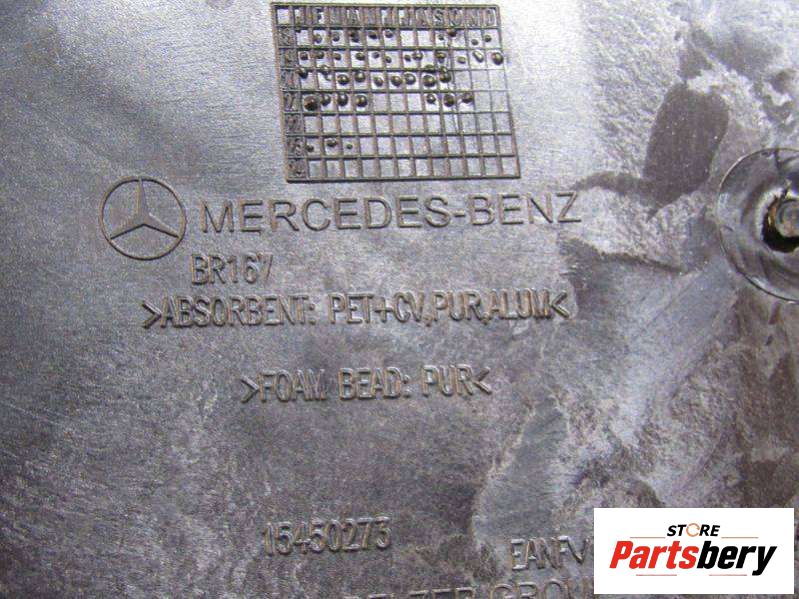 J F M A M J J A S O N D
MERCEDES-BENZ
BR167
>ABSORBENT: PET+CV,PUR,ALUM<
>FOAM BEAD: PUR<
15450273
STORE
Partsbery